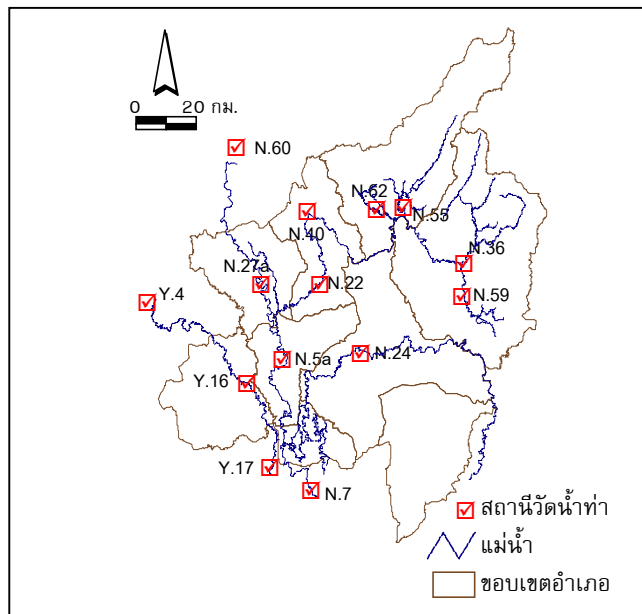 0 20 กม.
N.60
N.62
N.55
N.40
N.36
N.27a
N.22
N.59
Y.4
N.5a
N.24
Y.16
Y.17
N.7
สถานีวัดน้ำท่า
แม่น้ำ
ขอบเขตอำเภอ